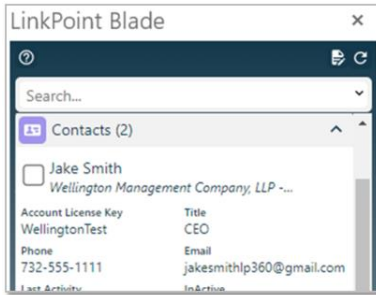 LinkPoint Blade
Search...
Contacts (2)
Jake Smith
Wellington Management Company, LLP -...
Account License Key Title
WellingtonTest CEO
Phone Email
732-555-1111 jakesmithlp360@gmail.com
Last Activity InActive